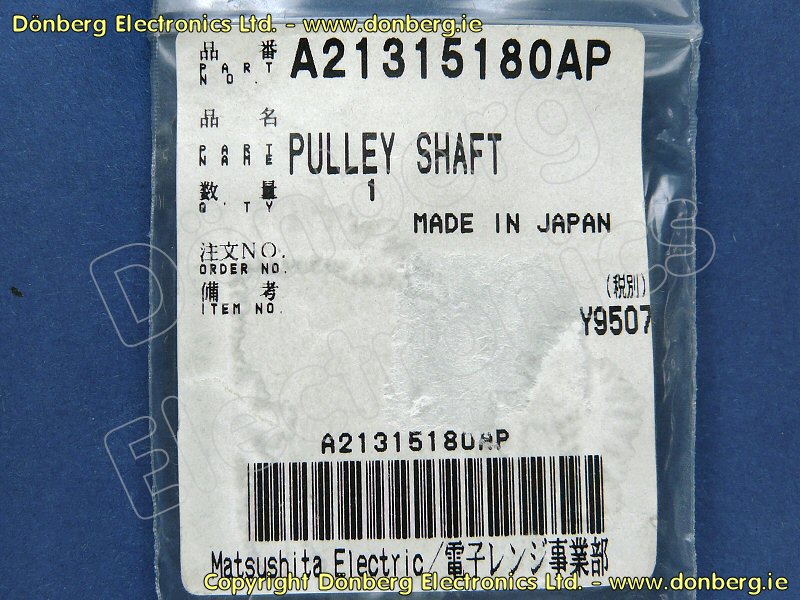 Dönberg Electronics Ltd. - www.donberg.ie
品 番 A21315180AP
PART
NO.
品 名
PART PULLEY SHAFT
NAME
数 量 1
Q'TY
MADE IN JAPAN
注文NO.
ORDER NO.
備 考 (税別)
ITEM NO. Y9507
Dönberg
Electronics
A21315180AP
Matsushita Electric/電子レンジ事業部
Copyright Dönberg Electronics Ltd. - www.donberg.ie